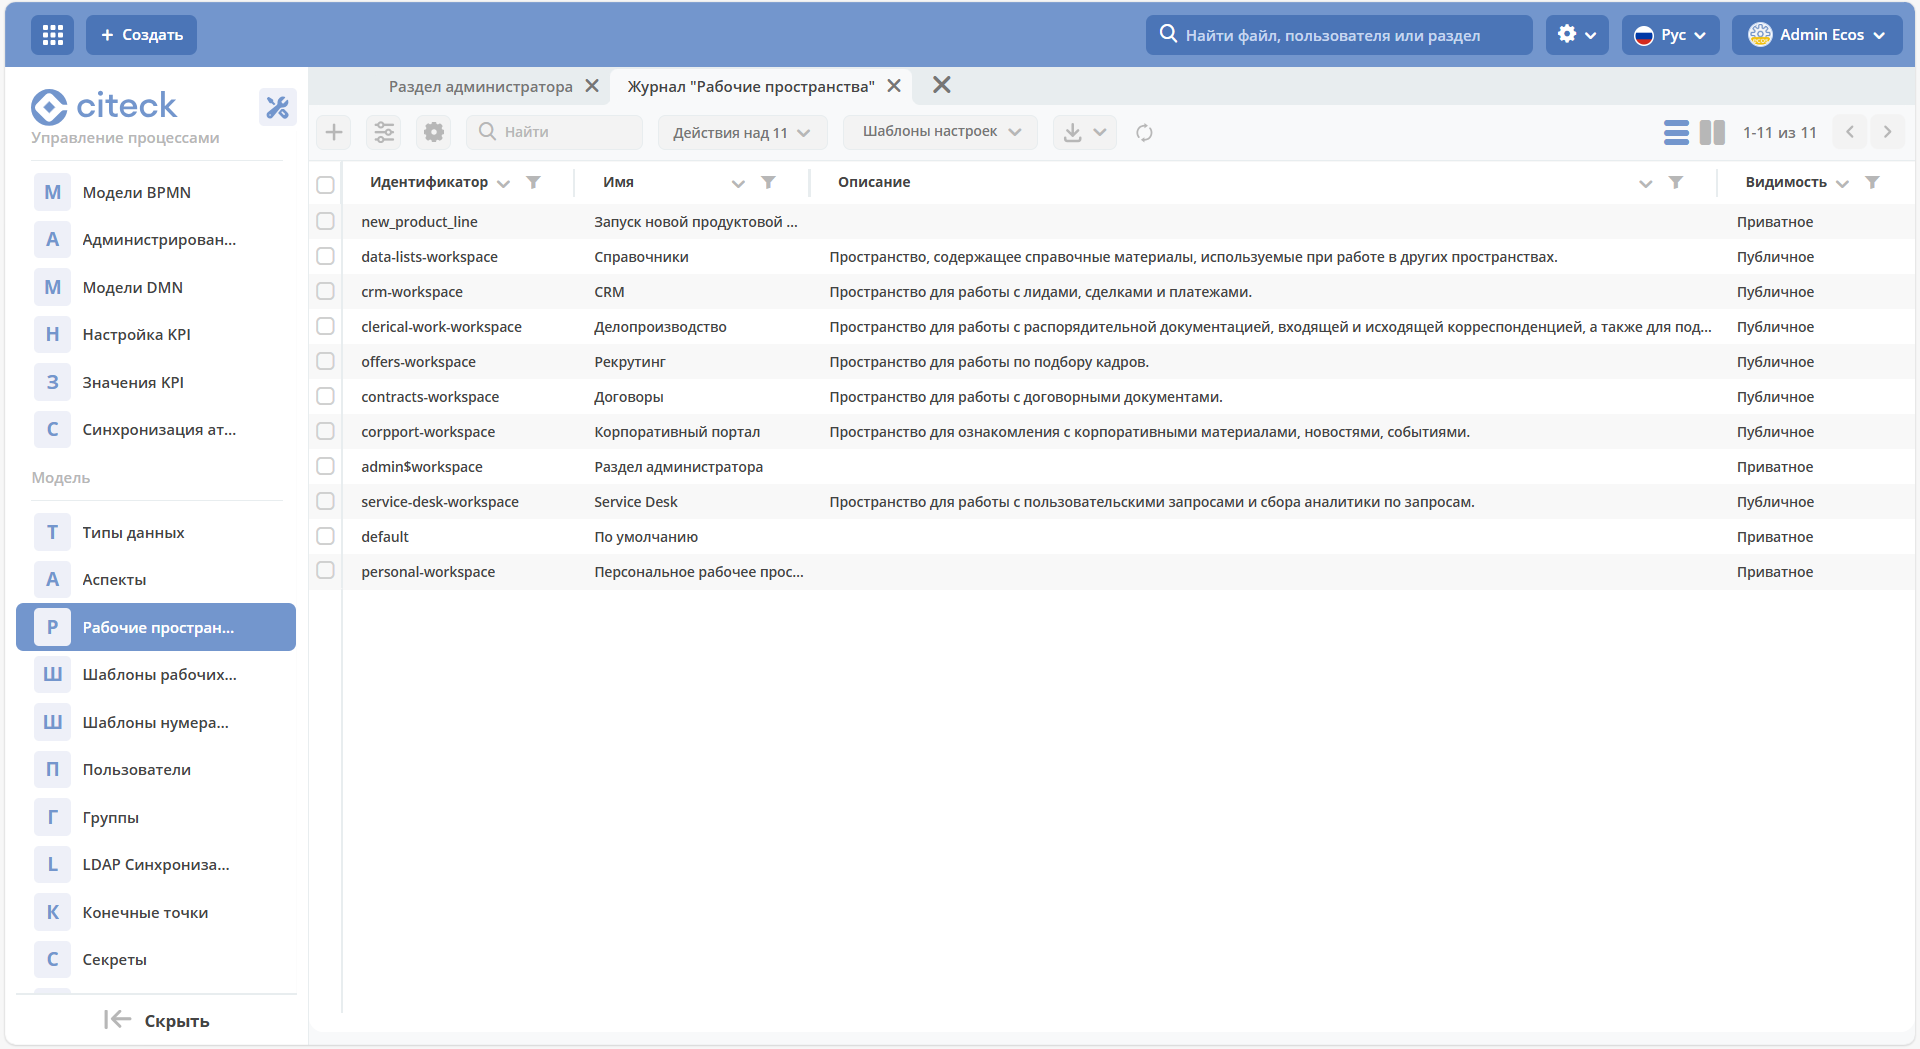 + Создать
Найти файл, пользователя или раздел
Рус
Admin Ecos
citeck
Управление процессами
М Модели BPMN
А Администрирован...
М Модели DMN
Н Настройка KPI
З Значения KPI
С Синхронизация ат...
Модель
Т Типы данных
А Аспекты
Р Рабочие простран...
Ш Шаблоны рабочих...
Ш Шаблоны нумера...
П Пользователи
Г Группы
L LDAP Синхрониза...
К Конечные точки
С Секреты
Скрыть
Раздел администратора
Журнал "Рабочие пространства"
Найти
Действия над 11
Шаблоны настроек
1-11 из 11
Идентификатор Имя Описание Видимость
new_product_line Запуск новой продуктовой ... Приватное
data-lists-workspace Справочники Пространство, содержащее справочные материалы, используемые при работе в других пространствах. Публичное
crm-workspace CRM Пространство для работы с лидами, сделками и платежами. Публичное
clerical-work-workspace Делопроизводство Пространство для работы с распорядительной документацией, входящей и исходящей корреспонденцией, а также для под... Публичное
offers-workspace Рекрутинг Пространство для работы по подбору кадров. Публичное
contracts-workspace Договоры Пространство для работы с договорными документами. Публичное
corpport-workspace Корпоративный портал Пространство для ознакомления с корпоративными материалами, новостями, событиями. Публичное
admin$workspace Раздел администратора Приватное
service-desk-workspace Service Desk Пространство для работы с пользовательскими запросами и сбора аналитики по запросам. Публичное
default По умолчанию Приватное
personal-workspace Персональное рабочее прос... Приватное